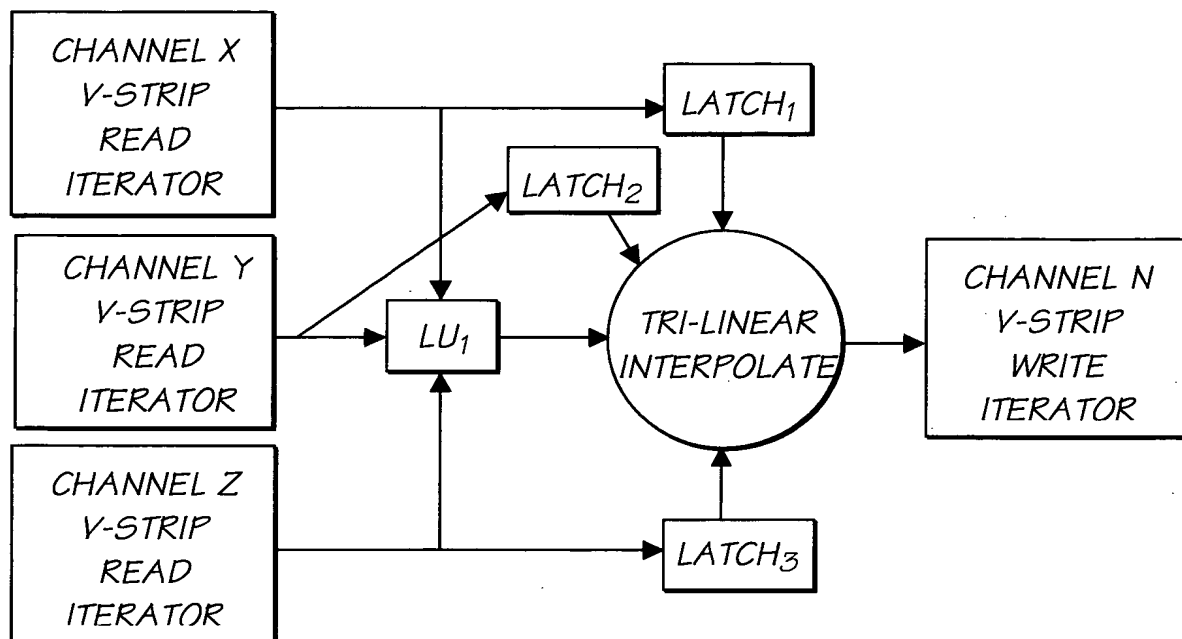 CHANNEL X
V-STRIP
READ
ITERATOR
LATCH1
LATCH2
CHANNEL Y
V-STRIP
READ
ITERATOR
LU1
TRI-LINEAR
INTERPOLATE
CHANNEL N
V-STRIP
WRITE
ITERATOR
CHANNEL Z
V-STRIP
READ
ITERATOR
LATCH3